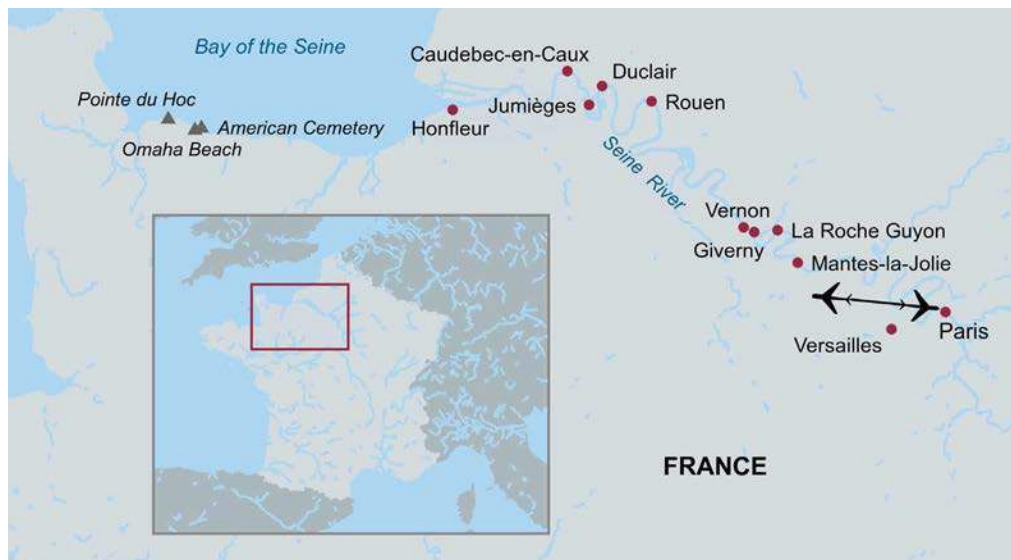 Bay of the Seine
Caudebec-en-Caux
Duclair
Pointe du Hoc
Jumièges
Rouen
American Cemetery
Honfleur
Omaha Beach
Seine River
Vernon
La Roche Guyon
Giverny
Mantes-la-Jolie
Paris
Versailles
FRANCE